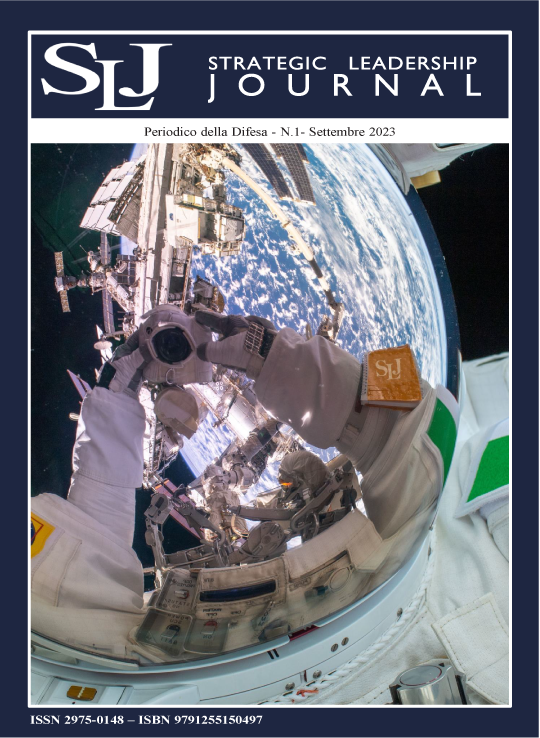 SLJ
STRATEGIC LEADERSHIP
JOURNAL
Periodico della Difesa - N.1- Settembre 2023
SLJ
ISSN 2975-0148 – ISBN 9791255150497